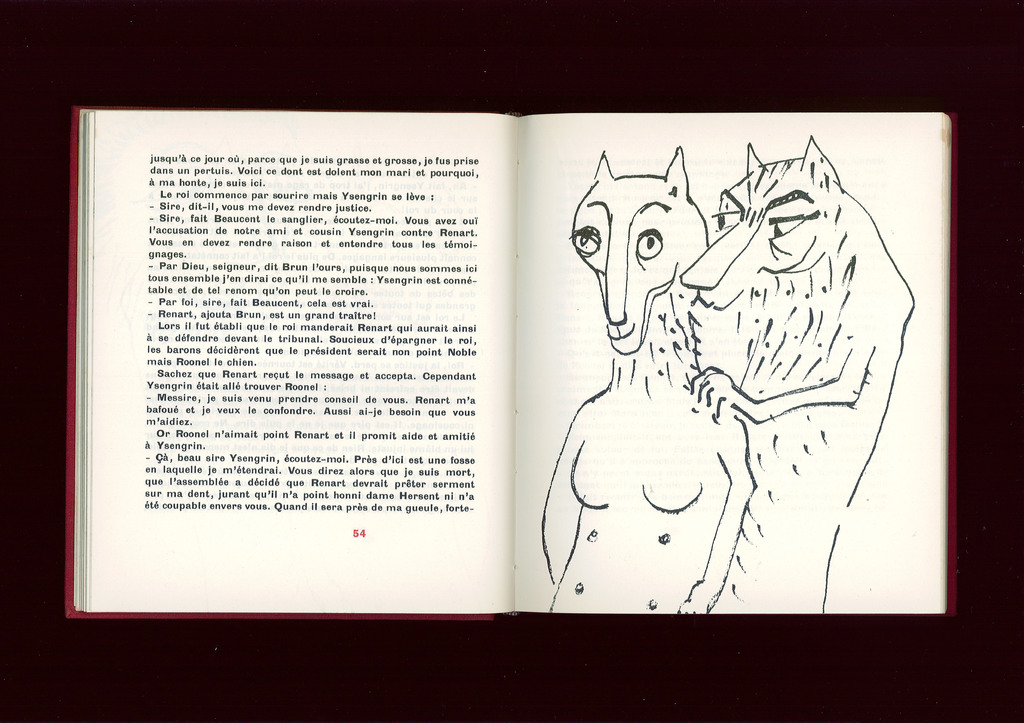 jusqu'à ce jour où, parce que je suis grasse et grosse, je fus prise
dans un pertuis. Voici ce dont est dolent mon mari et pourquoi,
à ma honte, je suis ici.
Le roi commence par sourire mais Ysengrin se lève :
– Sire, dit-il, vous me devez rendre justice.
– Sire, fait Beaucent le sanglier, écoutez-moi. Vous avez ouï
l'accusation de notre ami et cousin Ysengrin contre Renart.
Vous en devez rendre raison et entendre tous les témoi-
gnages.
– Par Dieu, seigneur, dit Brun l'ours, puisque nous sommes ici
tous ensemble j'en dirai ce qu'il me semble : Ysengrin est conné-
table et de tel renom qu'on peut le croire.
– Par foi, sire, fait Beaucent, cela est vrai.
– Renart, ajouta Brun, est un grand traître!
Lors il fut établi que le roi manderait Renart qui aurait ainsi
à se défendre devant le tribunal. Soucieux d'épargner le roi,
les barons décidèrent que le président serait non point Noble
mais Roonel le chien.
Sachez que Renart reçut le message et accepta. Cependant
Ysengrin était allé trouver Roonel :
– Messire, je suis venu prendre conseil de vous. Renart m'a
bafoué et je veux le confondre. Aussi ai-je besoin que vous
m'aidiez.
Or Roonel n'aimait point Renart et il promit aide et amitié
à Ysengrin.
– Çà, beau sire Ysengrin, écoutez-moi. Près d'ici est une fosse
en laquelle je m'étendrai. Vous direz alors que je suis mort,
que l'assemblée a décidé que Renart devrait prêter serment
sur ma dent, jurant qu'il n'a point honni dame Hersent ni n'a
été coupable envers vous. Quand il sera près de ma gueule, forte-
54